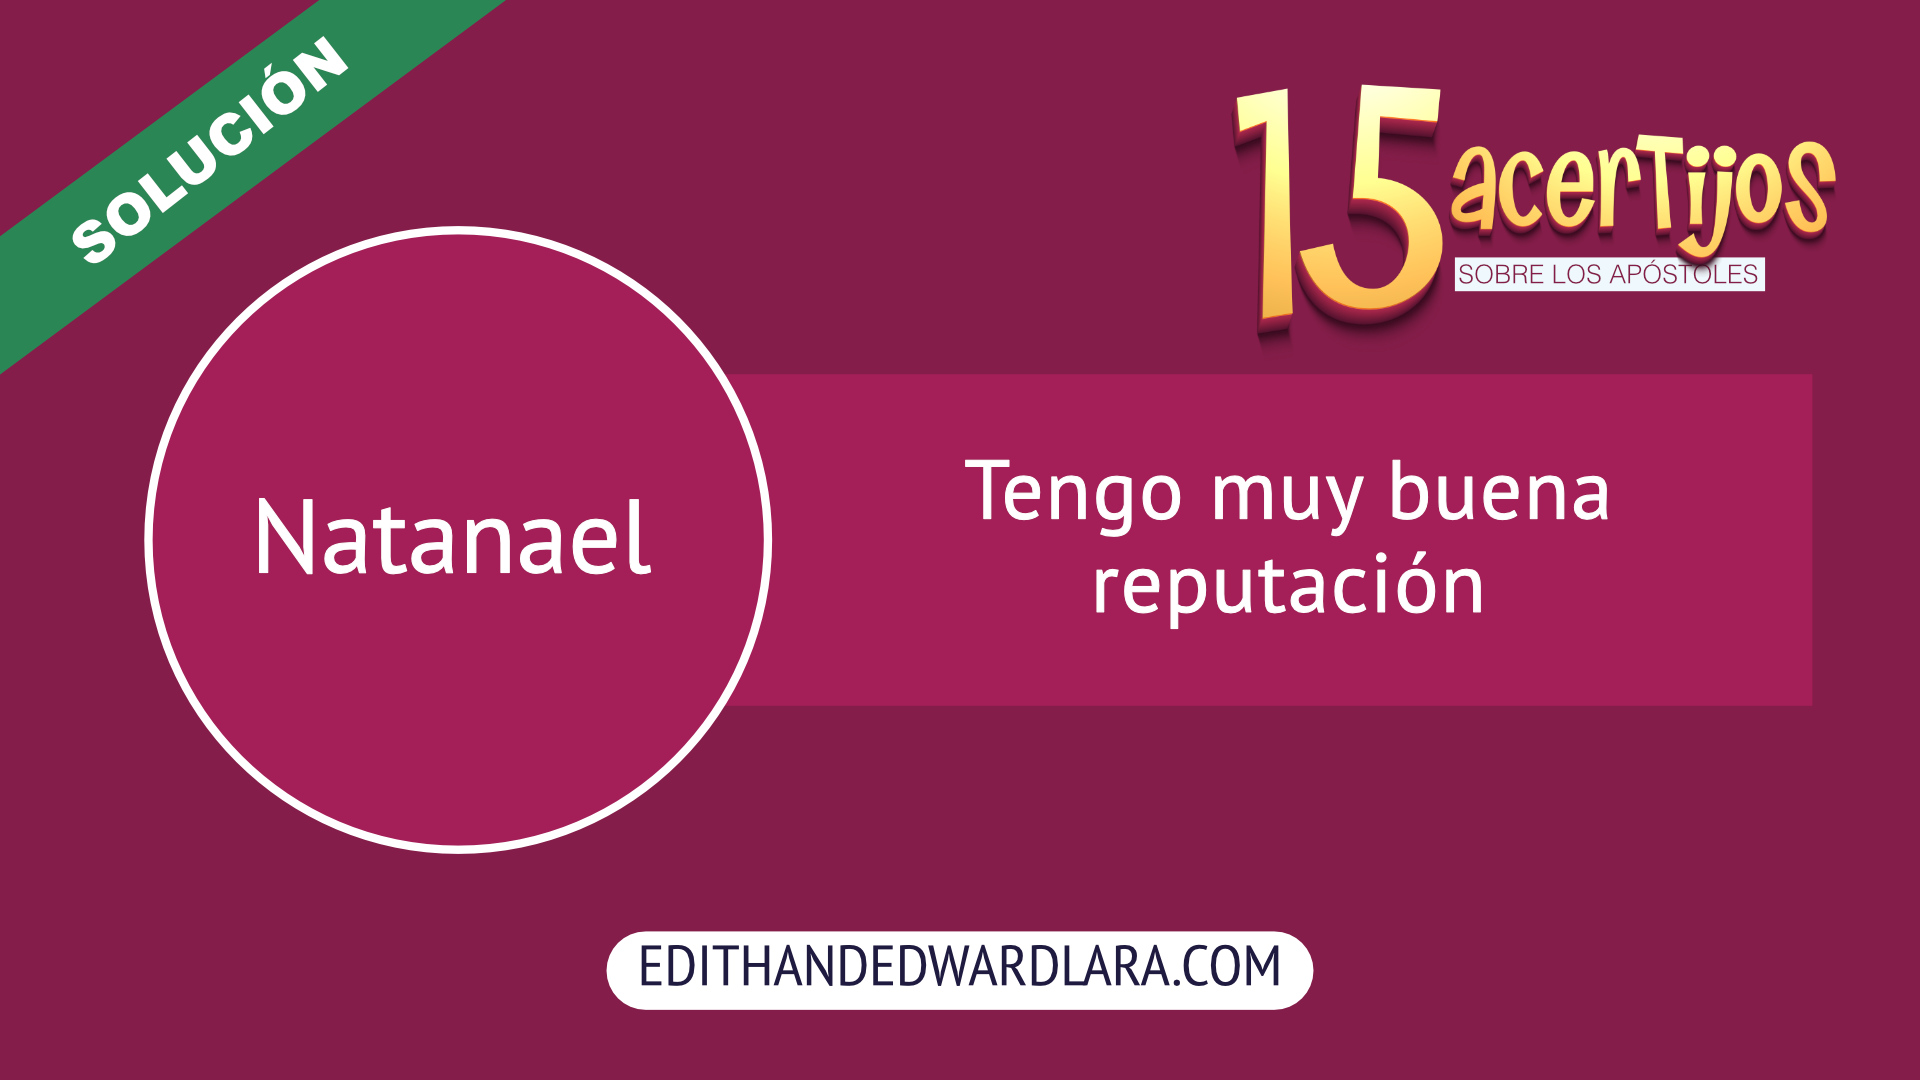 SOLUCIÓN
15 acertijos
SOBRE LOS APÓSTOLES
Natanael
Tengo muy buena
reputación
EDITHANDEDWARDLARA.COM